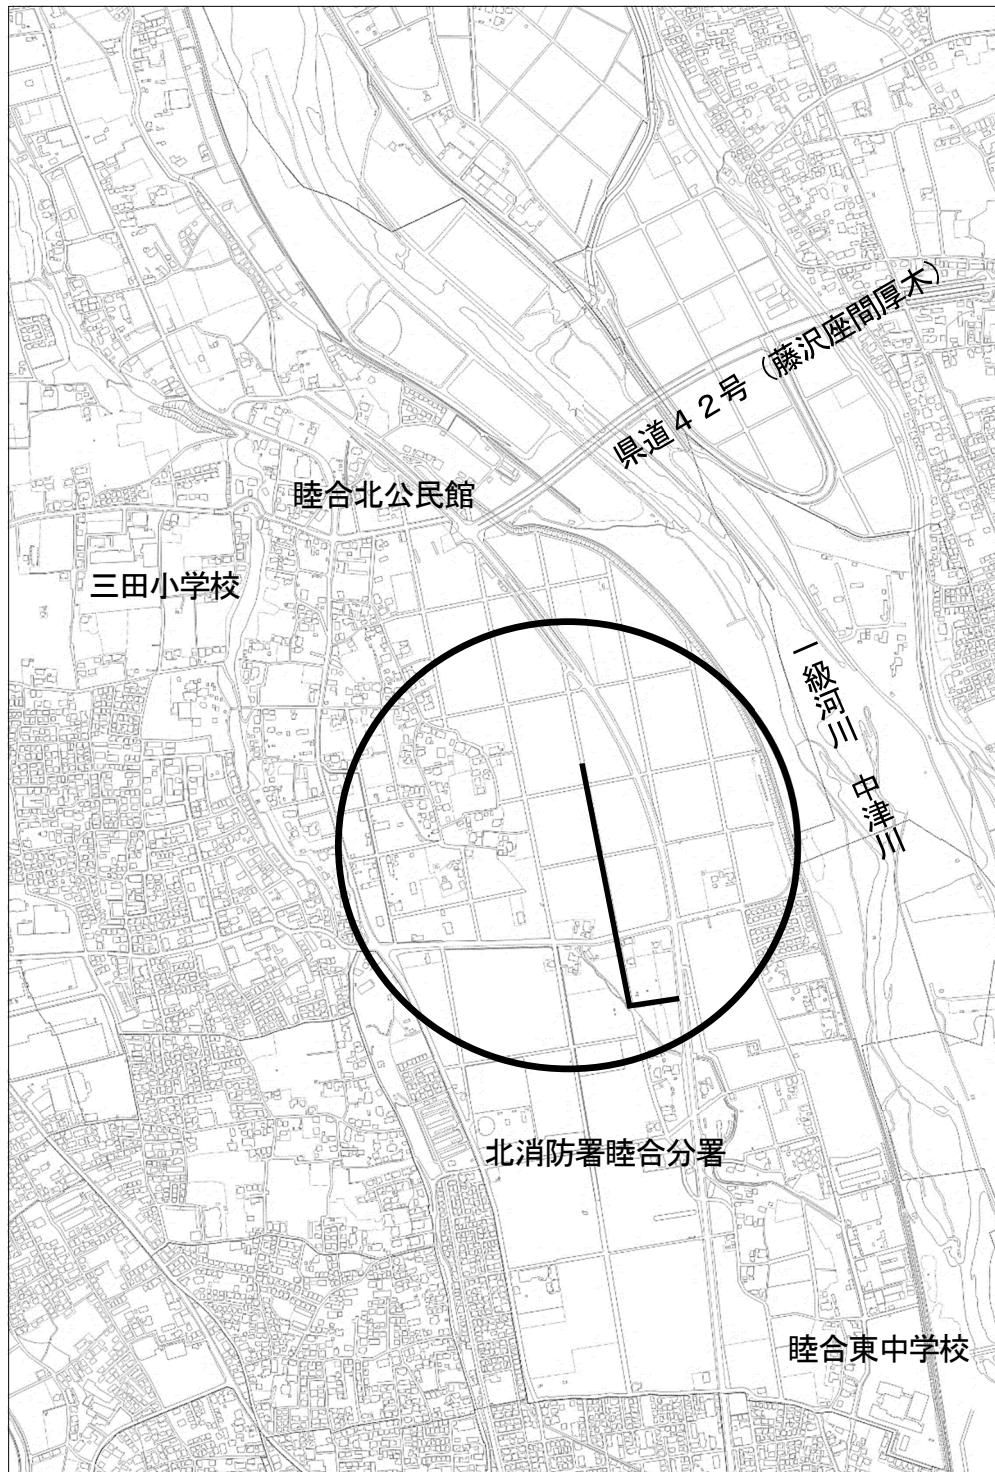 県道４２号（藤沢座間厚木）
睦合北公民館
三田小学校
一級河川　中津川
北消防署睦合分署
睦合東中学校